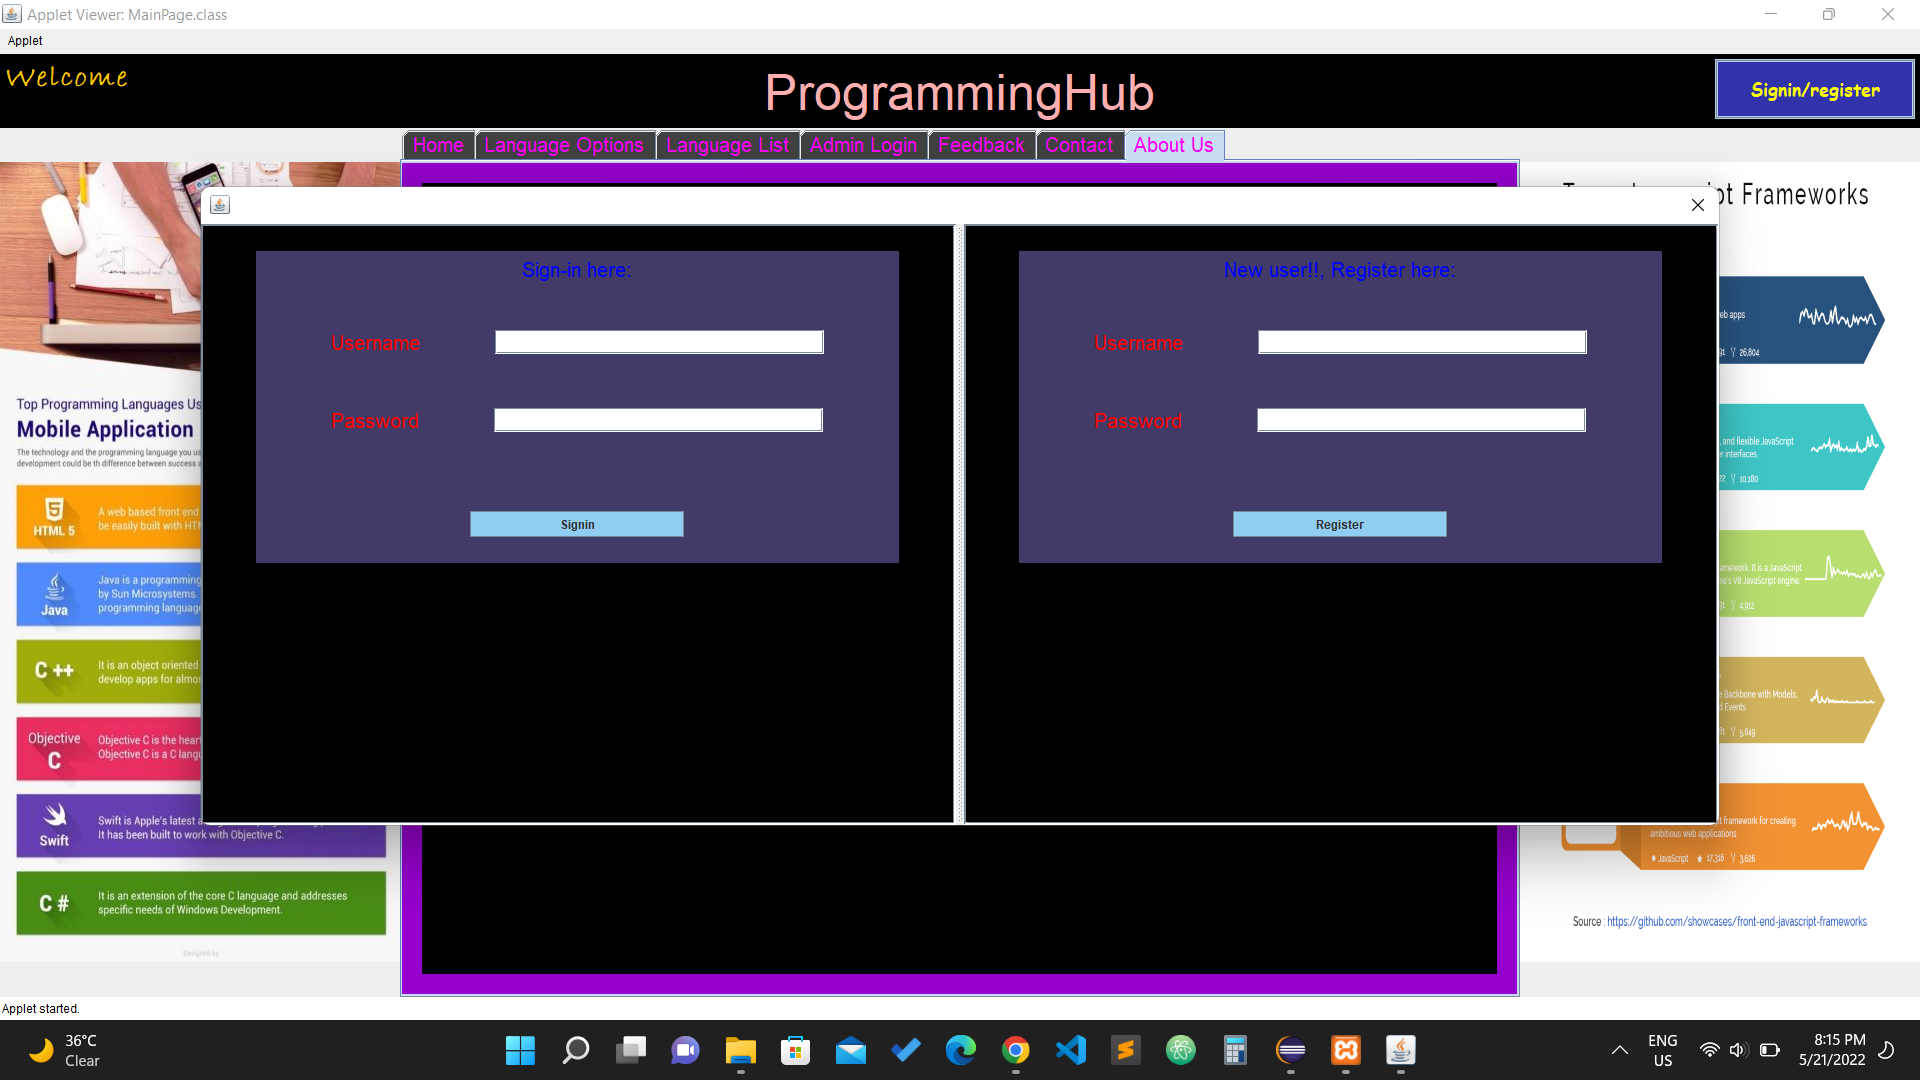 Applet Viewer: MainPage.class
Applet
Welcome
ProgrammingHub
Signin/register
Home
Language Options
Language List
Admin Login
Feedback
Contact
About Us
pt Frameworks
Sign-in here:
Username
Password
Signin
New user!!, Register here:
Username
Password
Register
Top Programming Languages Us
Mobile Application
The technology and the programming language you us
development could be th difference between success a
HTML 5
A web based front end
be easily built with HTM
Java
Java is a programming
by Sun Microsystems.
programming language
C ++
It is an object oriented
develop apps for almos
Objective
C
Objective C is the heart
Objective C is a C langu
Swift
Swift is Apple's latest
It has been built to work with Objective C.
C #
It is an extension of the core C language and addresses
specific needs of Windows Development.
Designed by
eb apps
26,804
, and flexible JavaScript
er interfaces.
10,180
amework. It is a JavaScript
me's V8 JavaScript engine.
4,912
e Backbone with Models,
d Events
5,649
t framework for creating
ambitious web applications
JavaScript 17,316 3,626
Source : https://github.com/showcases/front-end-javascript-frameworks
Applet started.
36°C
Clear
ENG
US
8:15 PM
5/21/2022